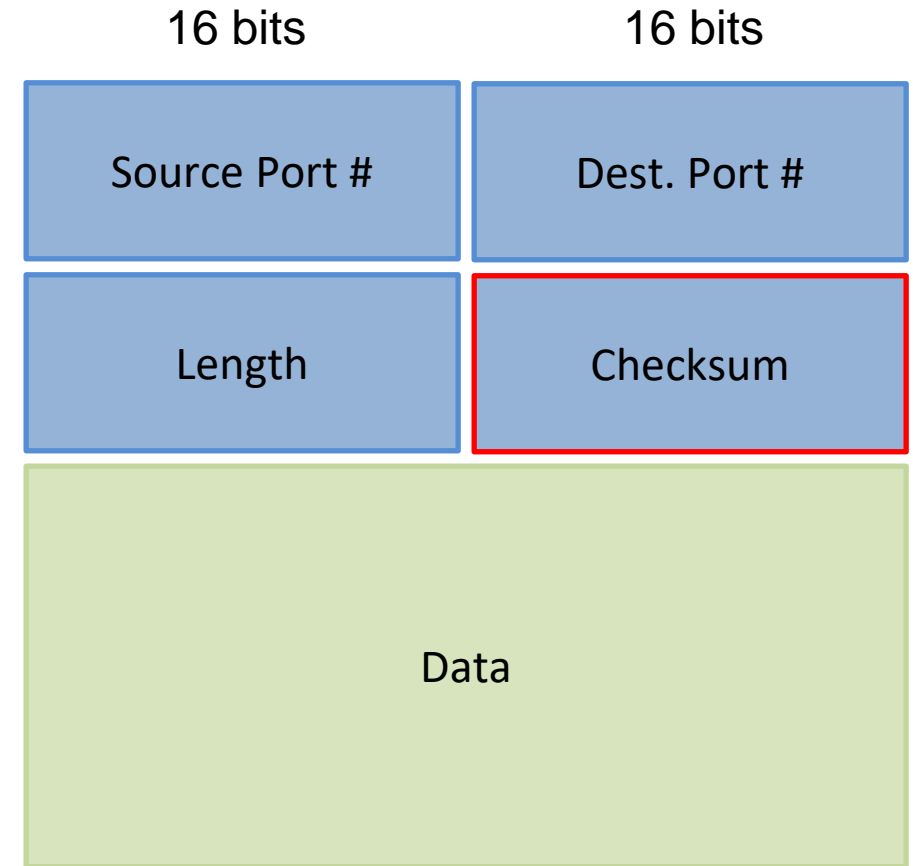 16 bits 16 bits
Source Port # Dest. Port #
Length Checksum
Data